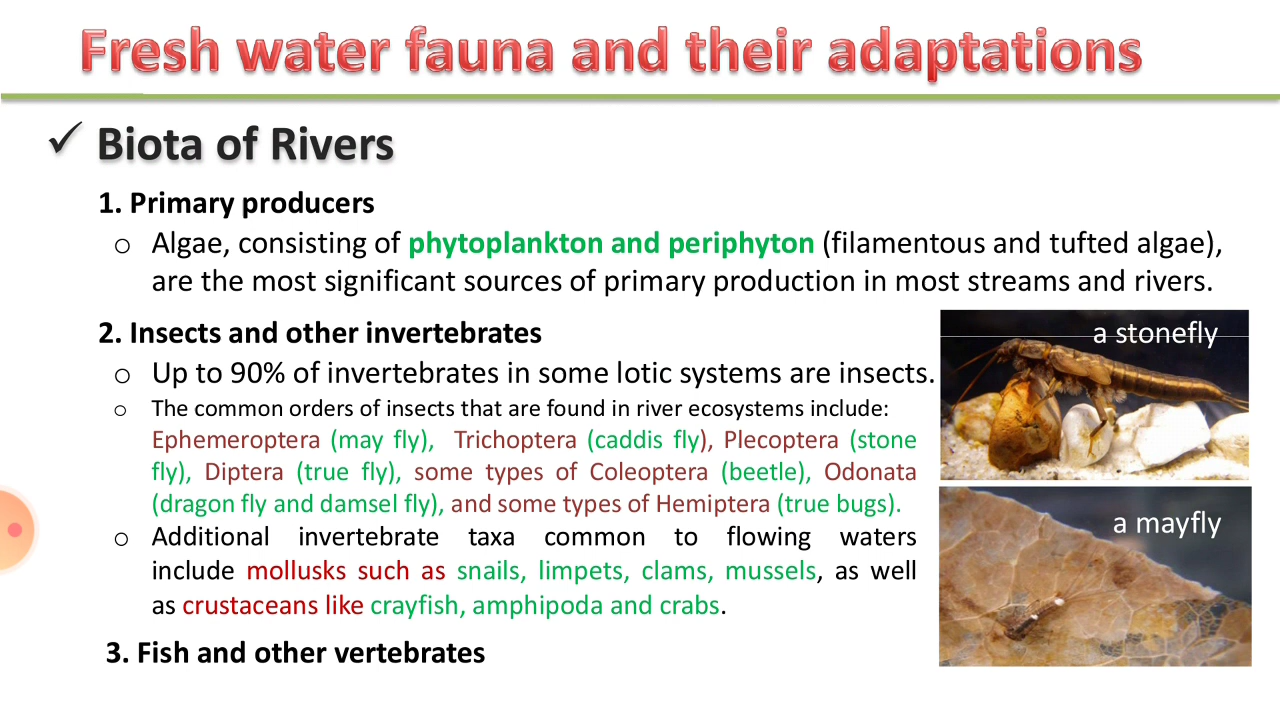 Fresh water fauna and their adaptations
✓ Biota of Rivers
1. Primary producers
o Algae, consisting of phytoplankton and periphyton (filamentous and tufted algae),
are the most significant sources of primary production in most streams and rivers.
2. Insects and other invertebrates
o Up to 90% of invertebrates in some lotic systems are insects.
o The common orders of insects that are found in river ecosystems include:
Ephemeroptera (may fly), Trichoptera (caddis fly), Plecoptera (stone
fly), Diptera (true fly), some types of Coleoptera (beetle), Odonata
(dragon fly and damsel fly), and some types of Hemiptera (true bugs).
o Additional invertebrate taxa common to flowing waters
include mollusks such as snails, limpets, clams, mussels, as well
as crustaceans like crayfish, amphipoda and crabs.
3. Fish and other vertebrates
a stonefly
a mayfly